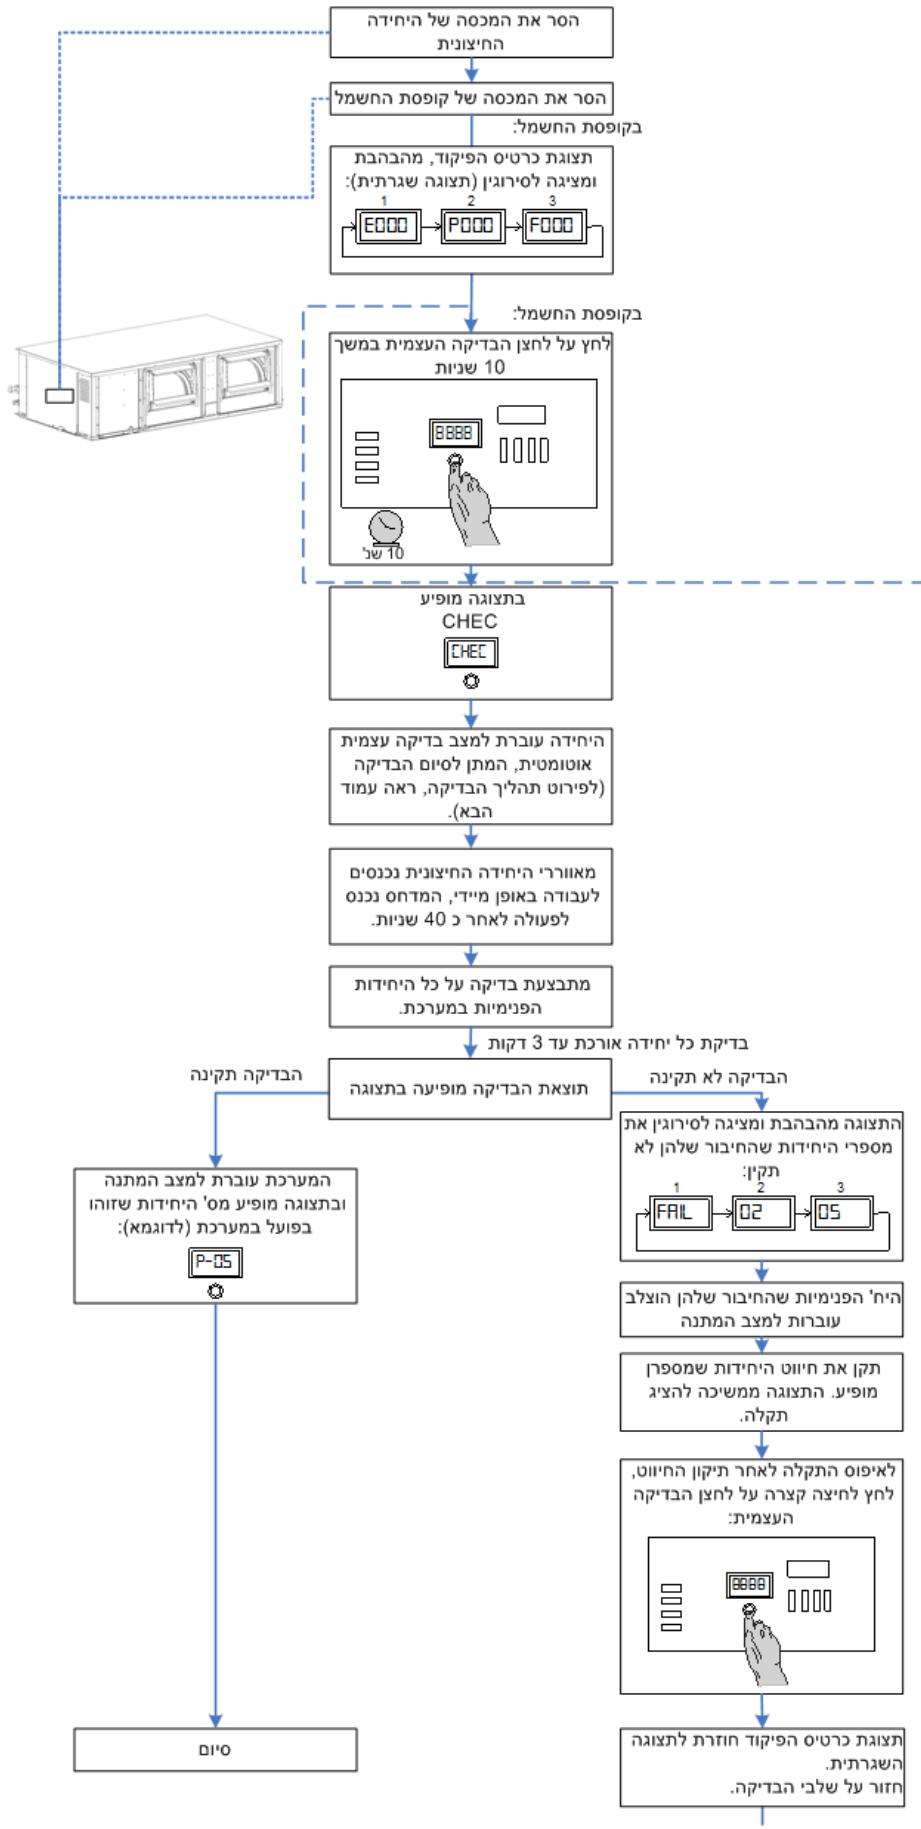 הסר את המכסה של היחידה
החיצונית
הסר את המכסה של קופסת החשמל
בקופסת החשמל:
תצוגת כרטיס הפיקוד, מהבהבת
ומציגה לסירוגין (תצוגה שגרתית):
1 2 3
E000 P000 F000
בקופסת החשמל:
לחץ על לחצן הבדיקה העצמית במשך
10 שניות
8888
10 שנ'
בתצוגה מופיע
CHEC
CHEC
היחידה עוברת למצב בדיקה עצמית
אוטומטית, המתן לסיום הבדיקה
(לפירוט תהליך הבדיקה, ראה עמוד
הבא).
מאווררי היחידה החיצונית נכנסים
לעבודה באופן מיידי, המדחס נכנס
לפעולה לאחר כ 40 שניות.
מתבצעת בדיקה על כל היחידות
הפנימיות במערכת.
בדיקת כל יחידה אורכת עד 3 דקות
תוצאת הבדיקה מופיעה בתצוגה
הבדיקה לא תקינה
התצוגה מהבהבת ומציגה לסירוגין את
מספרי היחידות שהחיבור שלהן לא
תקין:
1 2 3
FAIL 02 05
היח' הפנימיות שהחיבור שלהן הוצלב
עוברות למצב המתנה
תקן את חיווט היחידות שמספרן
מופיע. התצוגה ממשיכה להציג
תקלה.
לאיפוס התקלה לאחר תיקון החיווט,
לחץ לחיצה קצרה על לחצן הבדיקה
העצמית:
8888
תצוגת כרטיס הפיקוד חוזרת לתצוגה
השגרתית.
חזור על שלבי הבדיקה.
הבדיקה תקינה
המערכת עוברת למצב המתנה
ובתצוגה מופיע מס' היחידות שזוהו
בפועל במערכת (לדוגמא):
P-05
סיום